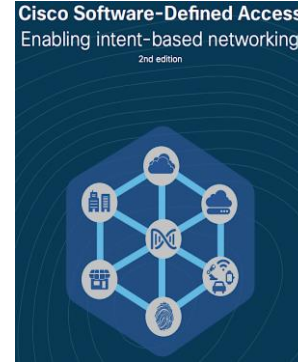 Cisco Software-Defined Access
Enabling intent-based networking
2nd edition